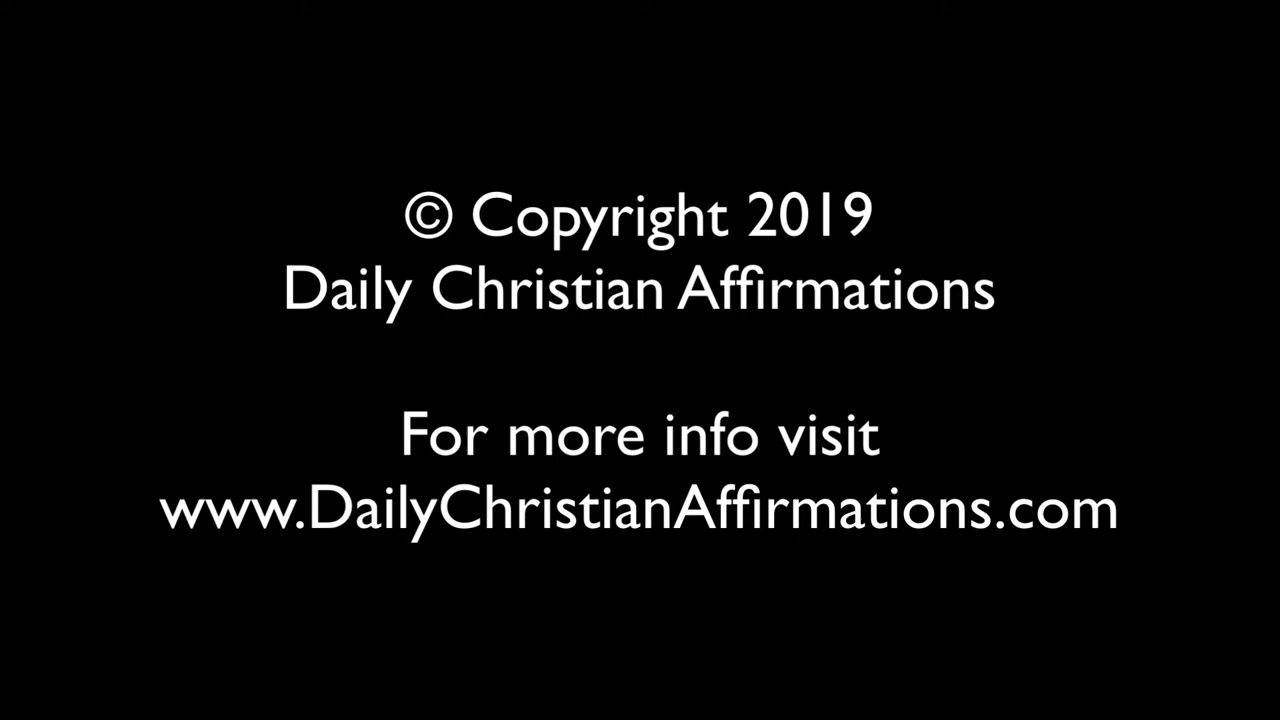 © Copyright 2019
Daily Christian Affirmations
For more info visit
www.DailyChristianAffirmations.com